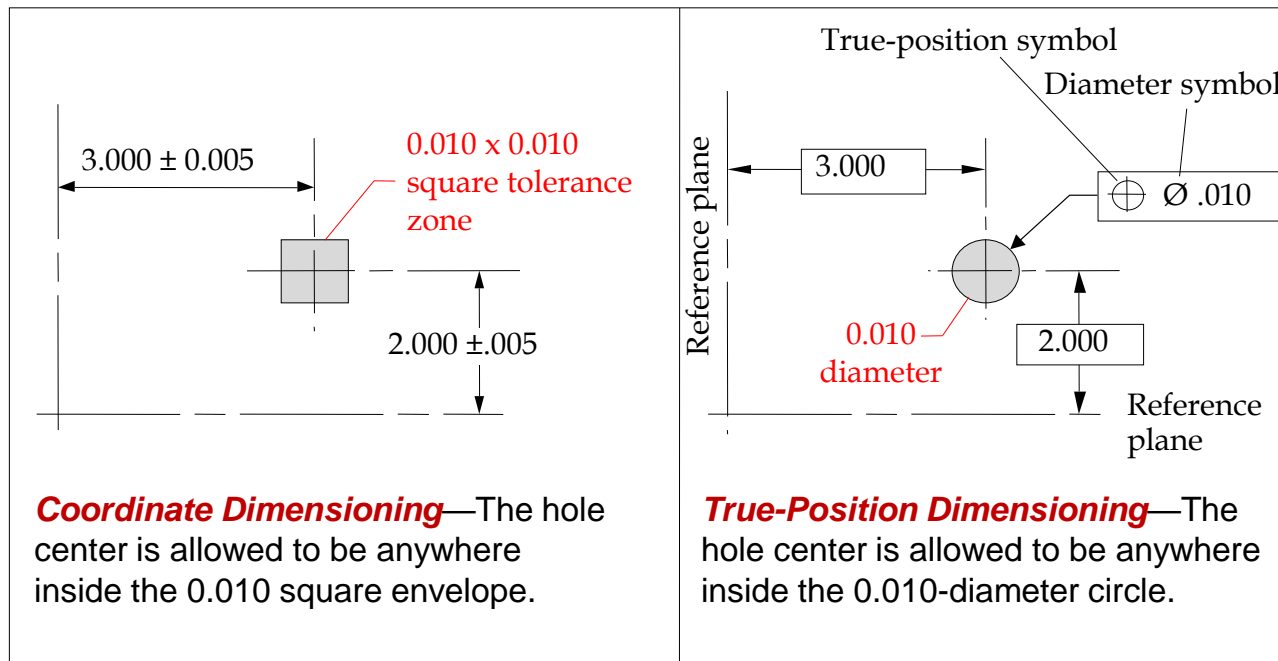 3.000 ± 0.005
0.010 x 0.010
square tolerance
zone
2.000 ±.005
Coordinate Dimensioning—The hole
center is allowed to be anywhere
inside the 0.010 square envelope.
True-position symbol
Diameter symbol
Reference plane
3.000
Ø .010
0.010
diameter
2.000
Reference
plane
True-Position Dimensioning—The
hole center is allowed to be anywhere
inside the 0.010-diameter circle.